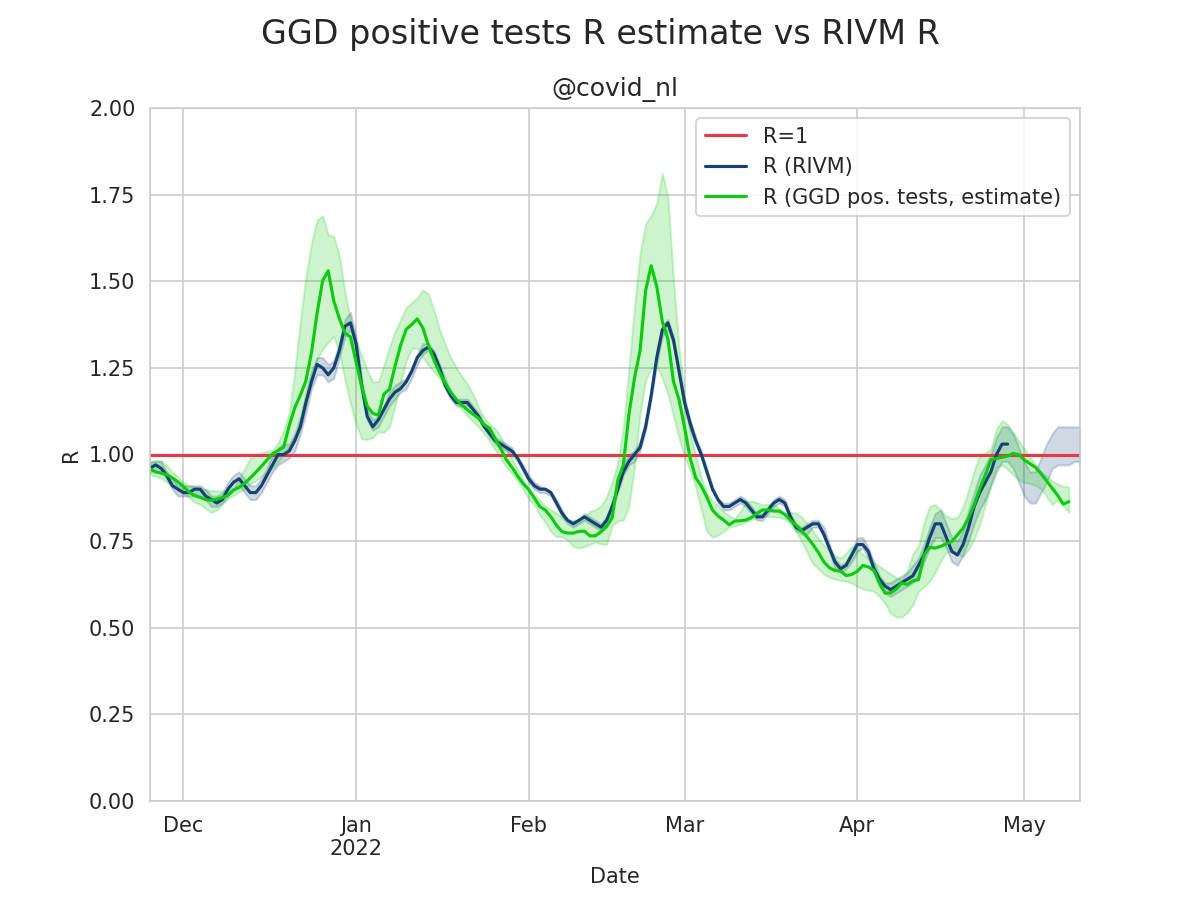 GGD positive tests R estimate vs RIVM R
@covid_nl
R=1
R (RIVM)
R (GGD pos. tests, estimate)
2.00
1.75
1.50
1.25
1.00
0.75
0.50
0.25
0.00
R
Dec
Jan
2022
Feb
Mar
Apr
May
Date